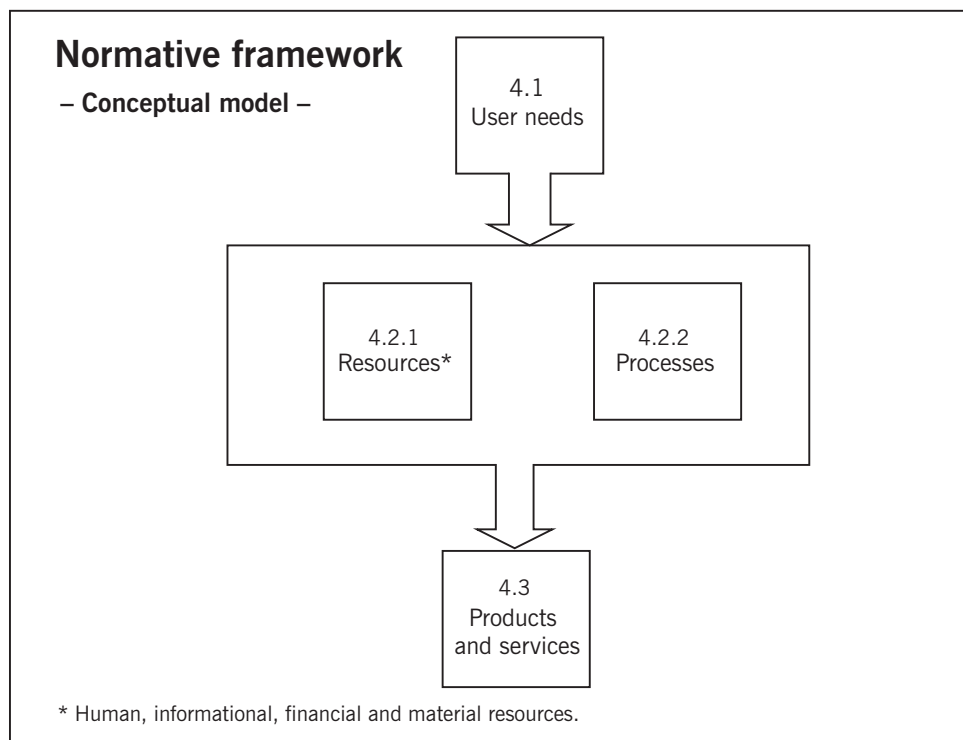 Normative framework
– Conceptual model –
4.1
User needs
4.2.1
Resources*
4.2.2
Processes
4.3
Products
and services
* Human, informational, financial and material resources.